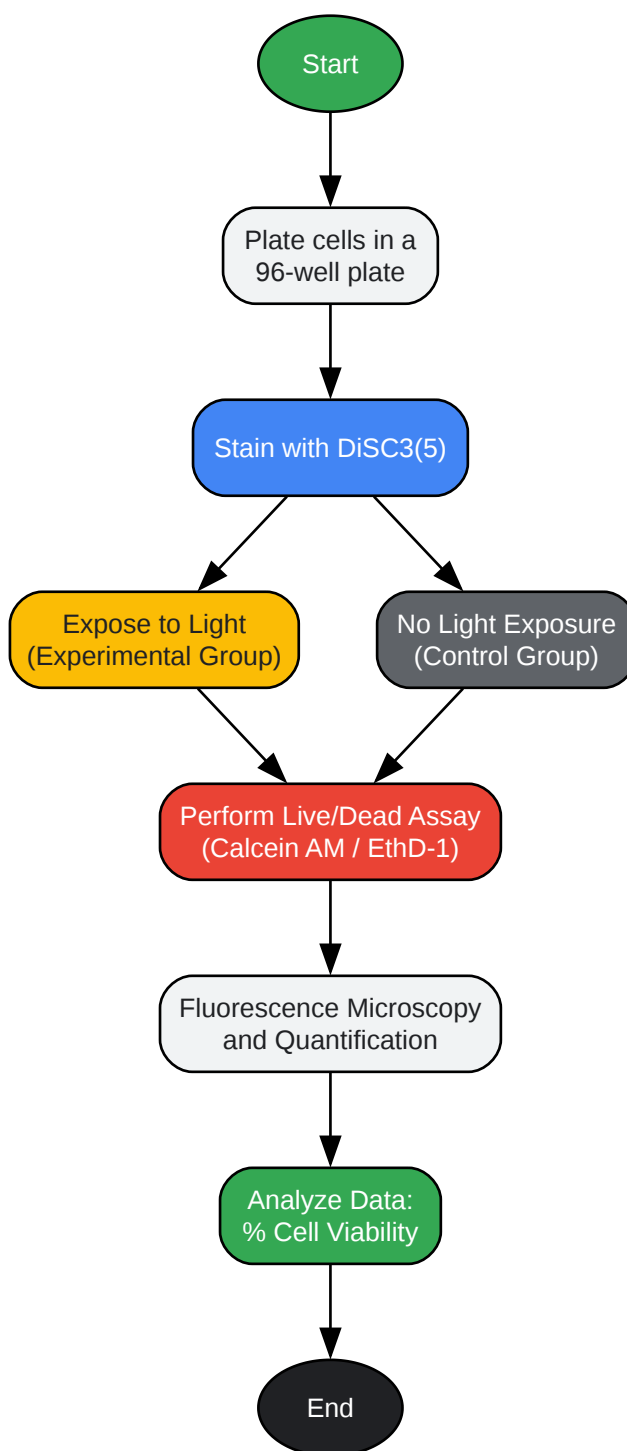 Start
Plate cells in a
96-well plate
Stain with DiSC3(5)
Expose to Light
(Experimental Group)
No Light Exposure
(Control Group)
Perform Live/Dead Assay
(Calcein AM / EthD-1)
Fluorescence Microscopy
and Quantification
Analyze Data:
% Cell Viability
End